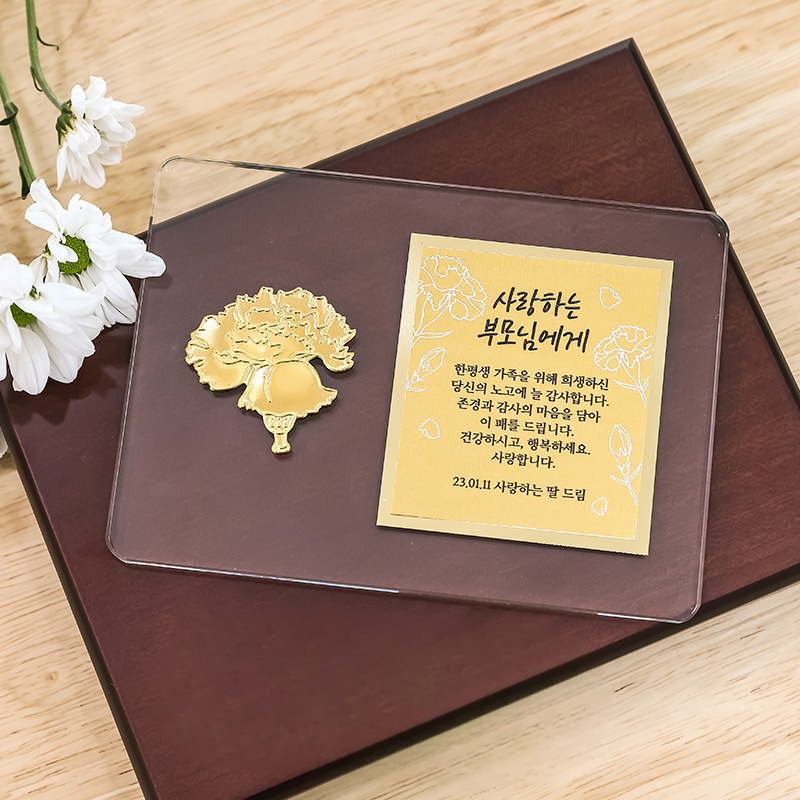 사랑하는
부모님에게
한평생 가족을 위해 희생하신
당신의 노고에 늘 감사합니다.
존경과 감사의 마음을 담아
이 패를 드립니다.
건강하시고, 행복하세요.
사랑합니다.
23.01.11 사랑하는 딸 드림